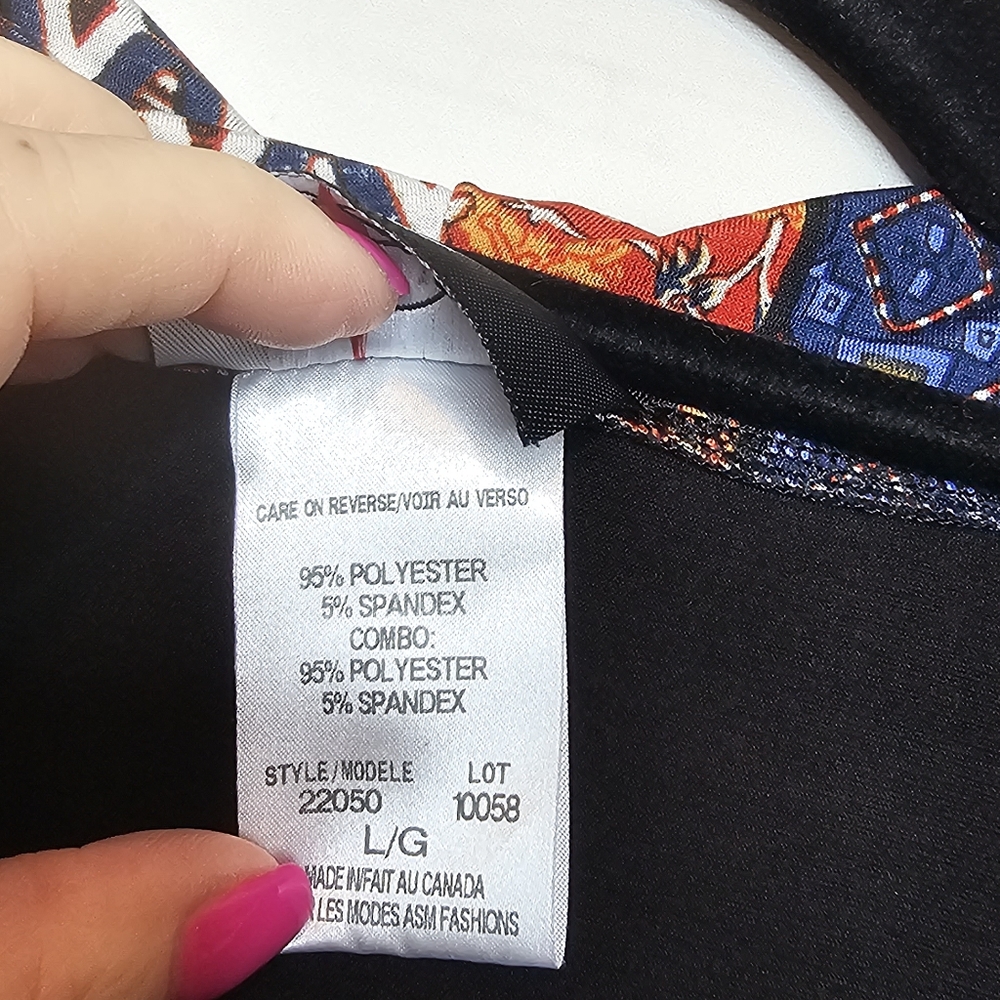 CARE ON REVERSE/VOIR AU VERSO
95% POLYESTER
5% SPANDEX
COMBO:
95% POLYESTER
5% SPANDEX
STYLE/MODELE LOT
22050 10058
L/G
MADE IN/FAIT AU CANADA
LES MODES ASM FASHIONS